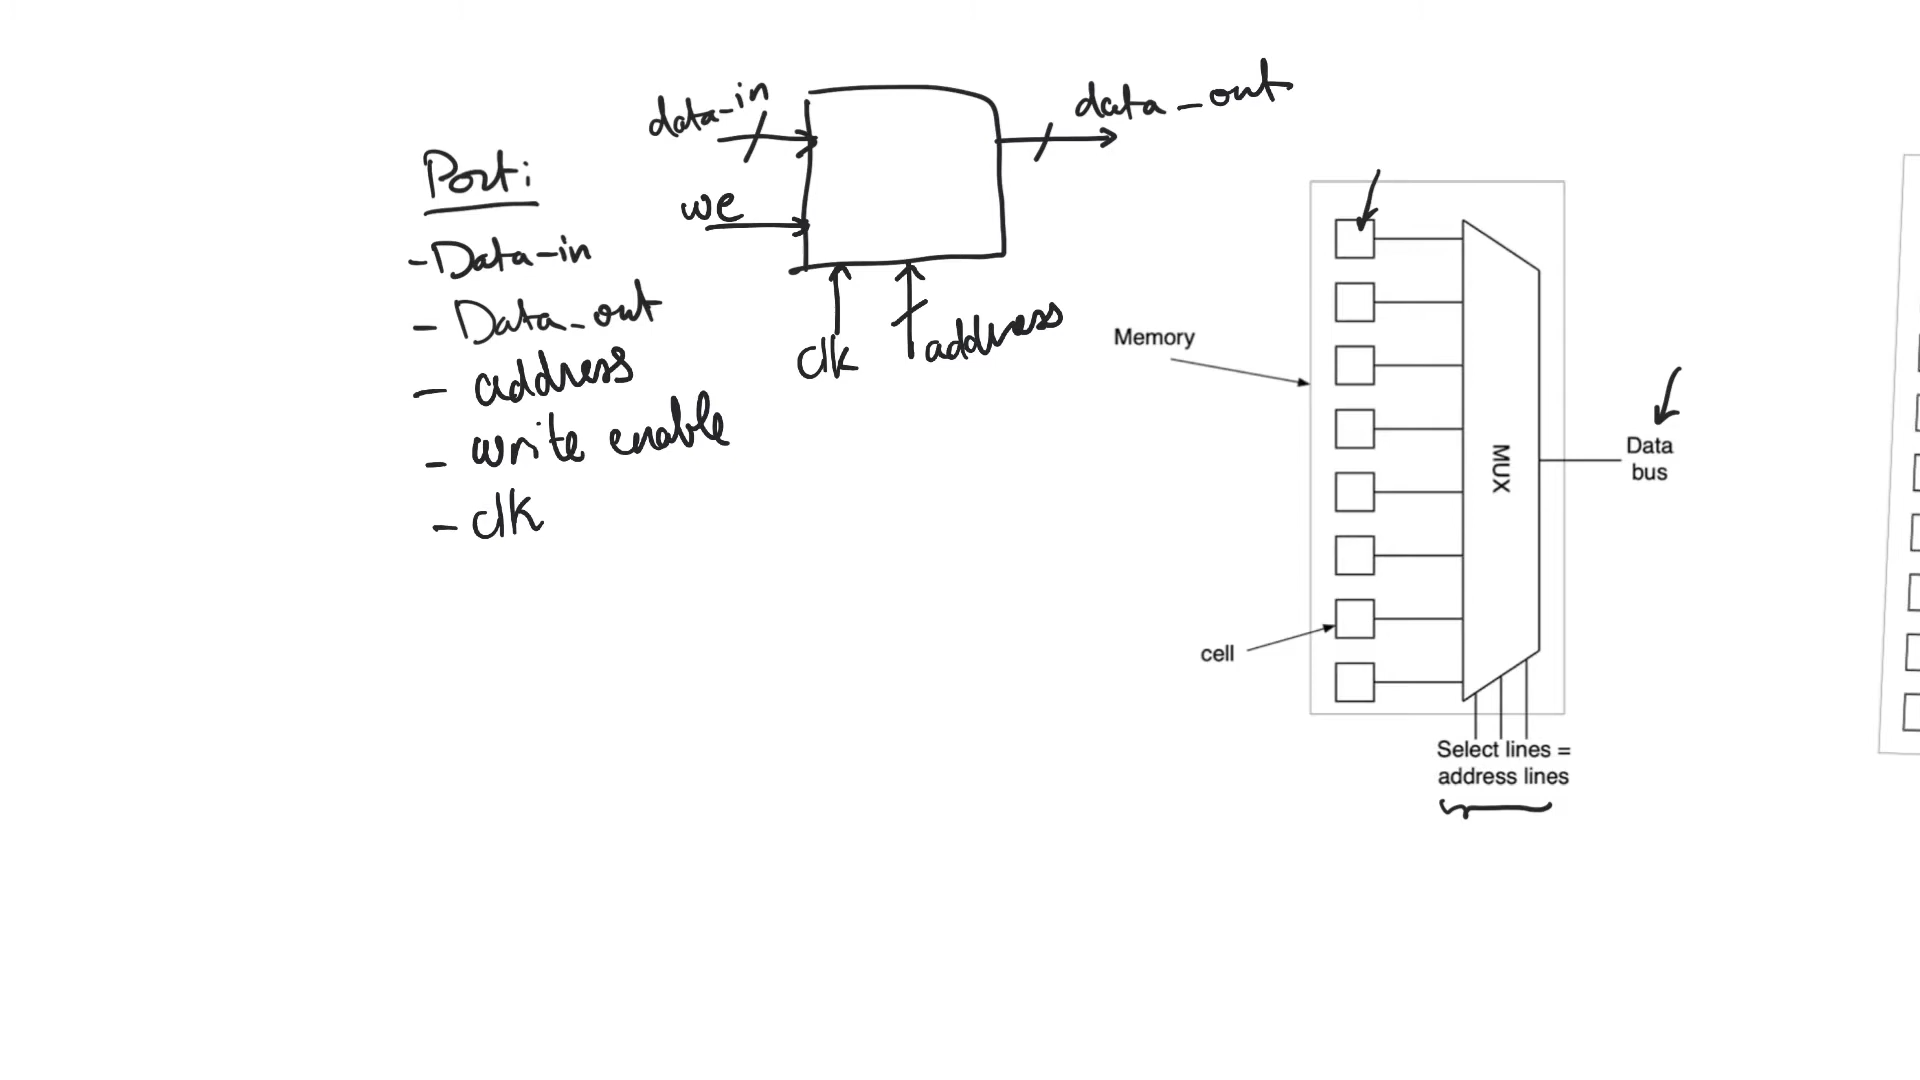 Port:
- Data-in
- Data_out
- address
- write enable
- clk
data-in
we
clk
address
data_out
Memory
cell
MUX
Data
bus
Select lines =
address lines